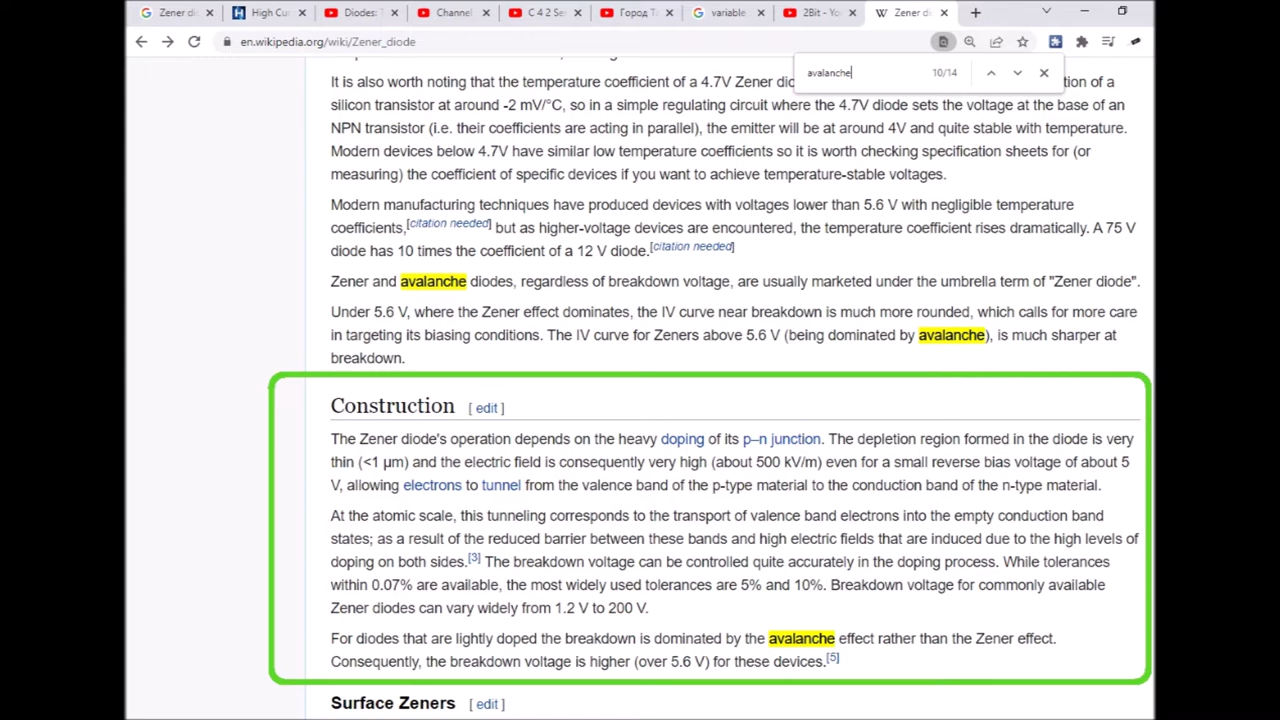 Zener di
High Cur
Diodes:
Channel
C 4 2 Se
Город Т
variable
2Bit - Yo
Zener di
en.wikipedia.org/wiki/Zener_diode
avalanche 10/14
It is also worth noting that the temperature coefficient of a 4.7V Zener ction of a
silicon transistor at around -2 mV/°C, so in a simple regulating circuit where the 4.7V diode sets the voltage at the base of an
NPN transistor (i.e. their coefficients are acting in parallel), the emitter will be at around 4V and quite stable with temperature.
Modern devices below 4.7V have similar low temperature coefficients so it is worth checking specification sheets for (or
measuring) the coefficient of specific devices if you want to achieve temperature-stable voltages.
Modern manufacturing techniques have produced devices with voltages lower than 5.6 V with negligible temperature
coefficients,[citation needed] but as higher-voltage devices are encountered, the temperature coefficient rises dramatically. A 75 V
diode has 10 times the coefficient of a 12 V diode.[citation needed]
Zener and avalanche diodes, regardless of breakdown voltage, are usually marketed under the umbrella term of "Zener diode".
Under 5.6 V, where the Zener effect dominates, the IV curve near breakdown is much more rounded, which calls for more care
in targeting its biasing conditions. The IV curve for Zeners above 5.6 V (being dominated by avalanche), is much sharper at
breakdown.
Construction [ edit ]
The Zener diode's operation depends on the heavy doping of its p–n junction. The depletion region formed in the diode is very
thin (<1 μm) and the electric field is consequently very high (about 500 kV/m) even for a small reverse bias voltage of about 5
V, allowing electrons to tunnel from the valence band of the p-type material to the conduction band of the n-type material.
At the atomic scale, this tunneling corresponds to the transport of valence band electrons into the empty conduction band
states; as a result of the reduced barrier between these bands and high electric fields that are induced due to the high levels of
doping on both sides.[3] The breakdown voltage can be controlled quite accurately in the doping process. While tolerances
within 0.07% are available, the most widely used tolerances are 5% and 10%. Breakdown voltage for commonly available
Zener diodes can vary widely from 1.2 V to 200 V.
For diodes that are lightly doped the breakdown is dominated by the avalanche effect rather than the Zener effect.
Consequently, the breakdown voltage is higher (over 5.6 V) for these devices.[5]
Surface Zeners [ edit ]